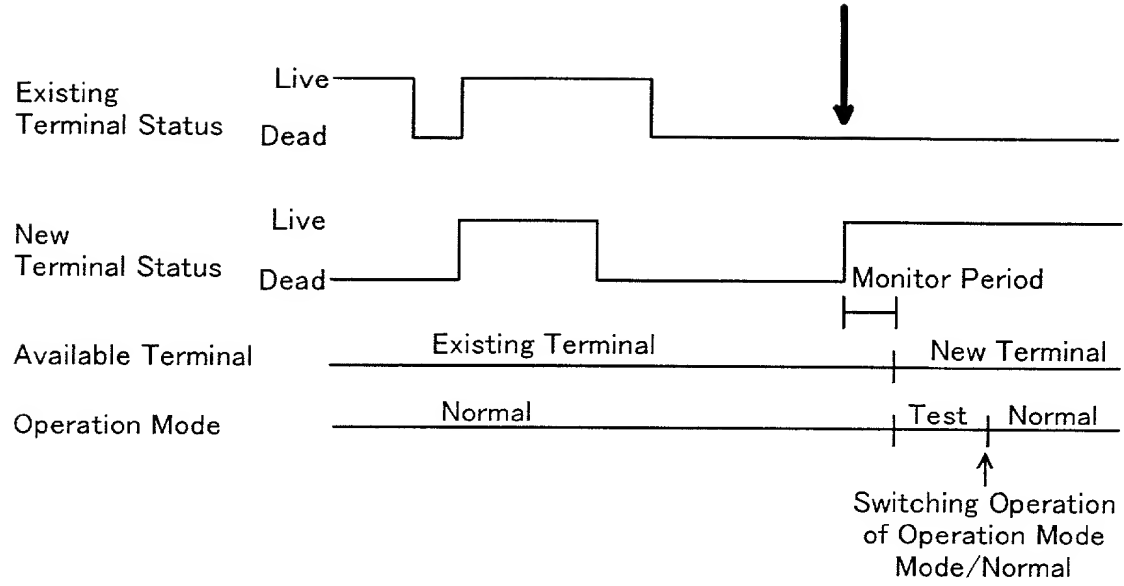 Existing
Terminal Status
Live
Dead
New
Terminal Status
Live
Dead
Monitor Period
Available Terminal
Existing Terminal
New Terminal
Operation Mode
Normal
Test
Normal
Switching Operation
of Operation Mode
Mode/Normal